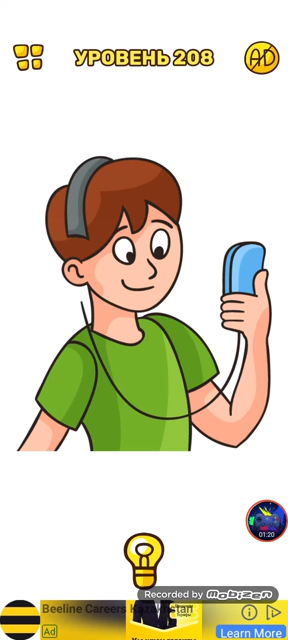 УРОВЕНЬ 208
AD
01:20
Recorded by mobizen
Beeline Careers Kazakhstan
Ad
Learn More